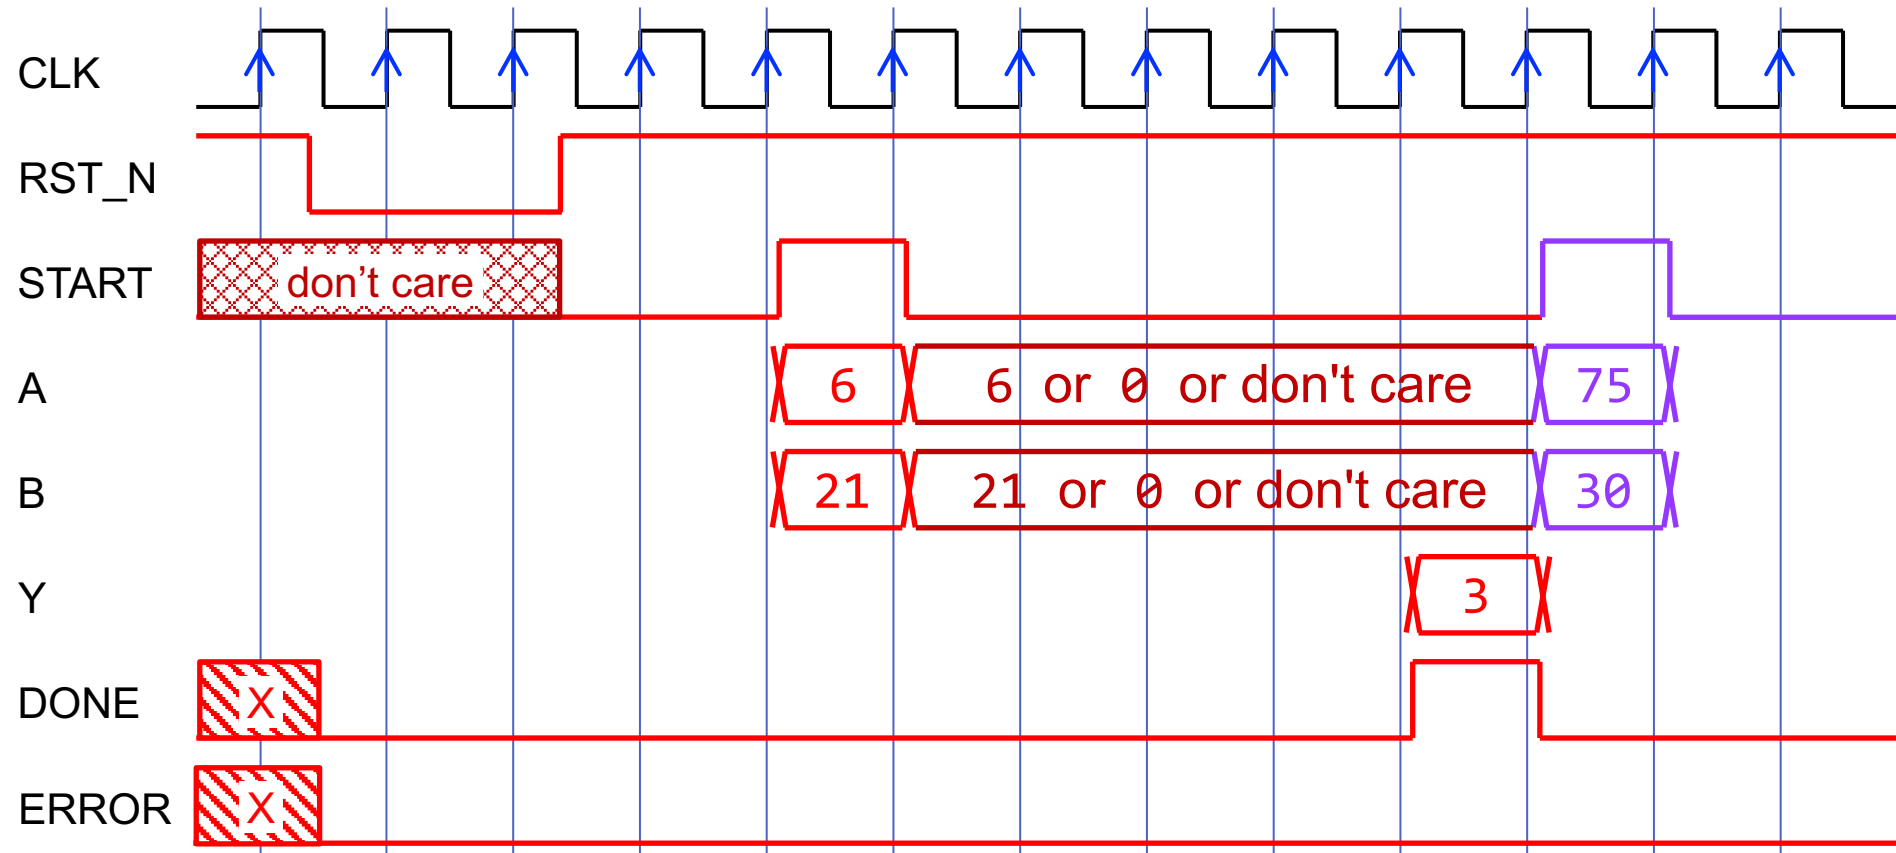 CLK
RST_N
START don't care
A 6 6 or 0 or don't care 75
B 21 21 or 0 or don't care 30
Y 3
DONE X
ERROR X